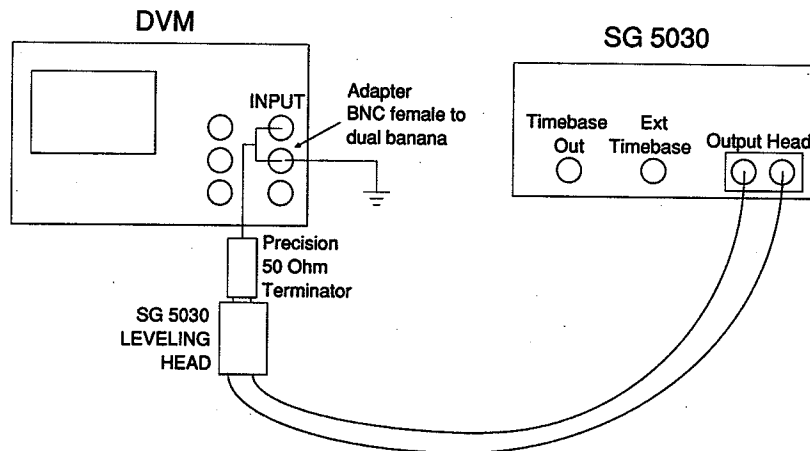 DVM
SG 5030
INPUT
Adapter
BNC female to
dual banana
Timebase
Out
Ext
Timebase
Output Head
Precision
50 Ohm
Terminator
SG 5030
LEVELING
HEAD